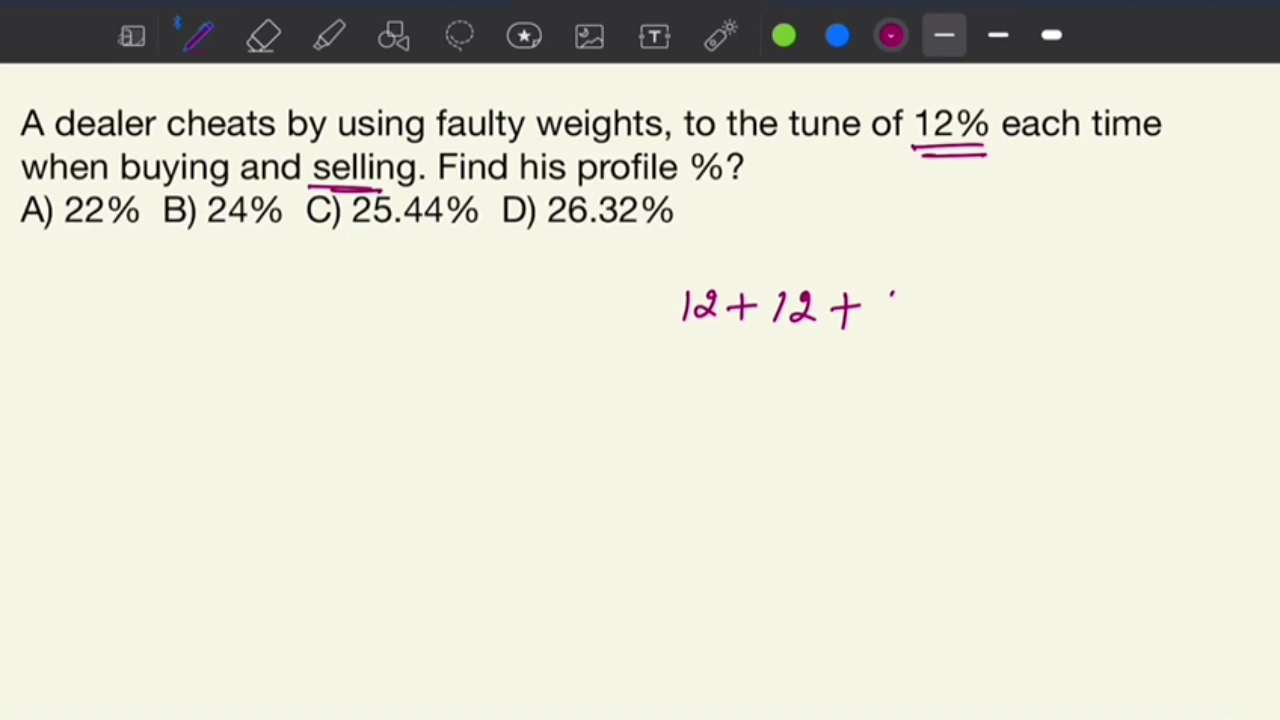 A dealer cheats by using faulty weights, to the tune of 12% each time
when buying and selling. Find his profile %?
A) 22% B) 24% C) 25.44% D) 26.32%
12 + 12 +